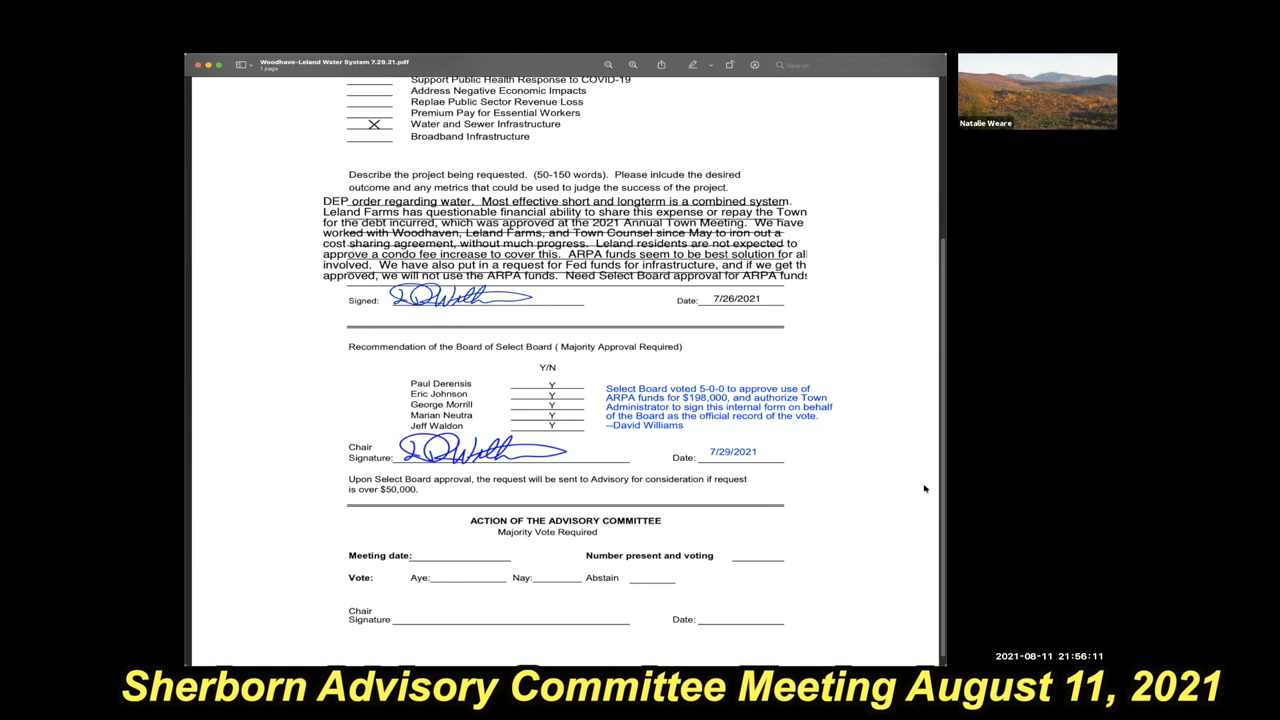 Woodhave-Leland Water System 7.29.21.pdf
1 page
Search
Support Public Health Response to COVID-19
Address Negative Economic Impacts
Replae Public Sector Revenue Loss
Premium Pay for Essential Workers
X Water and Sewer Infrastructure
Broadband Infrastructure
Natalie Weare
Describe the project being requested. (50-150 words). Please inlcude the desired
outcome and any metrics that could be used to judge the success of the project.
DEP order regarding water. Most effective short and longterm is a combined system.
Leland Farms has questionable financial ability to share this expense or repay the Town
for the debt incurred, which was approved at the 2021 Annual Town Meeting. We have
worked with Woodhaven, Leland Farms, and Town Counsel since May to iron out a
cost sharing agreement, without much progress. Leland residents are not expected to
approve a condo fee increase to cover this. ARPA funds seem to be best solution for all
involved. We have also put in a request for Fed funds for infrastructure, and if we get th
approved, we will not use the ARPA funds. Need Select Board approval for ARPA funds
Signed: Date: 7/26/2021
Recommendation of the Board of Select Board ( Majority Approval Required)
Y/N
Paul Derensis Y
Eric Johnson Y
George Morrill Y
Marian Neutra Y
Jeff Waldon Y
Select Board voted 5-0-0 to approve use of
ARPA funds for $198,000, and authorize Town
Administrator to sign this internal form on behalf
of the Board as the official record of the vote.
--David Williams
Chair
Signature: Date: 7/29/2021
Upon Select Board approval, the request will be sent to Advisory for consideration if request
is over $50,000.
ACTION OF THE ADVISORY COMMITTEE
Majority Vote Required
Meeting date: Number present and voting
Vote: Aye: Nay: Abstain
Chair
Signature Date:
2021-08-11 21:56:11
Sherborn Advisory Committee Meeting August 11, 2021